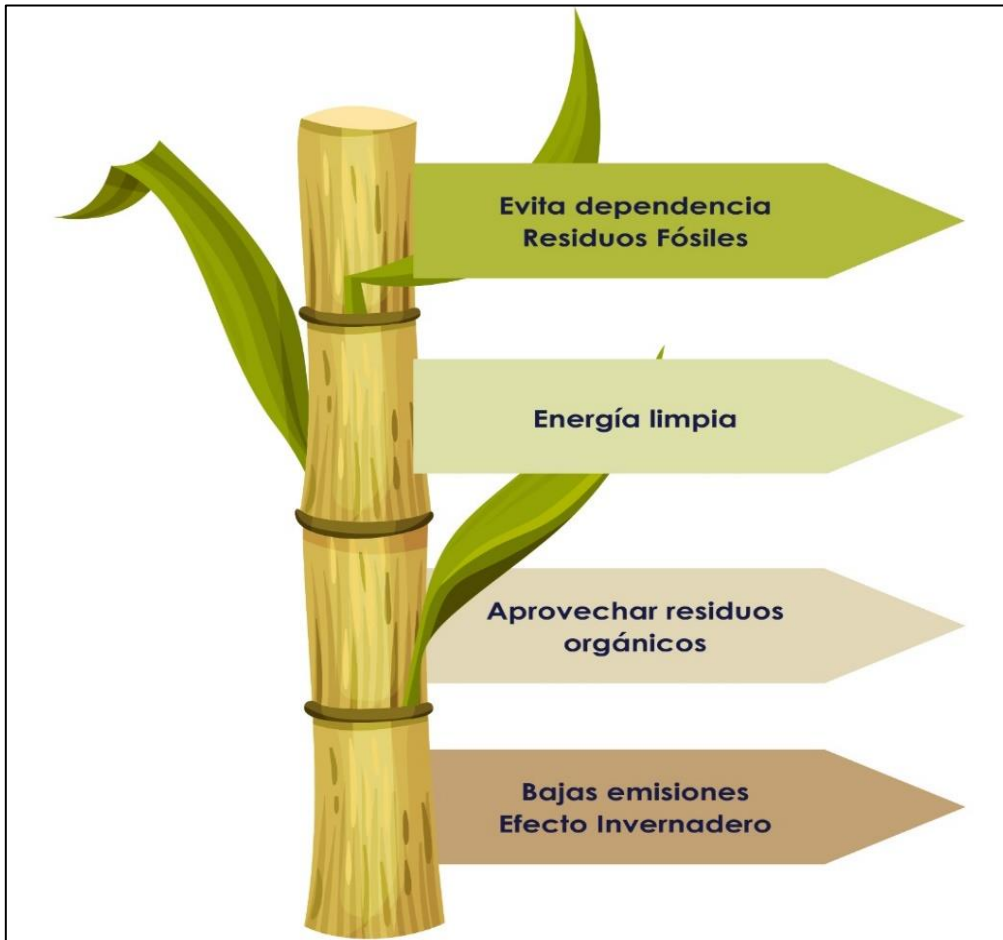 Evita dependencia
Residuos Fósiles
Energía limpia
Aprovechar residuos
orgánicos
Bajas emisiones
Efecto Invernadero